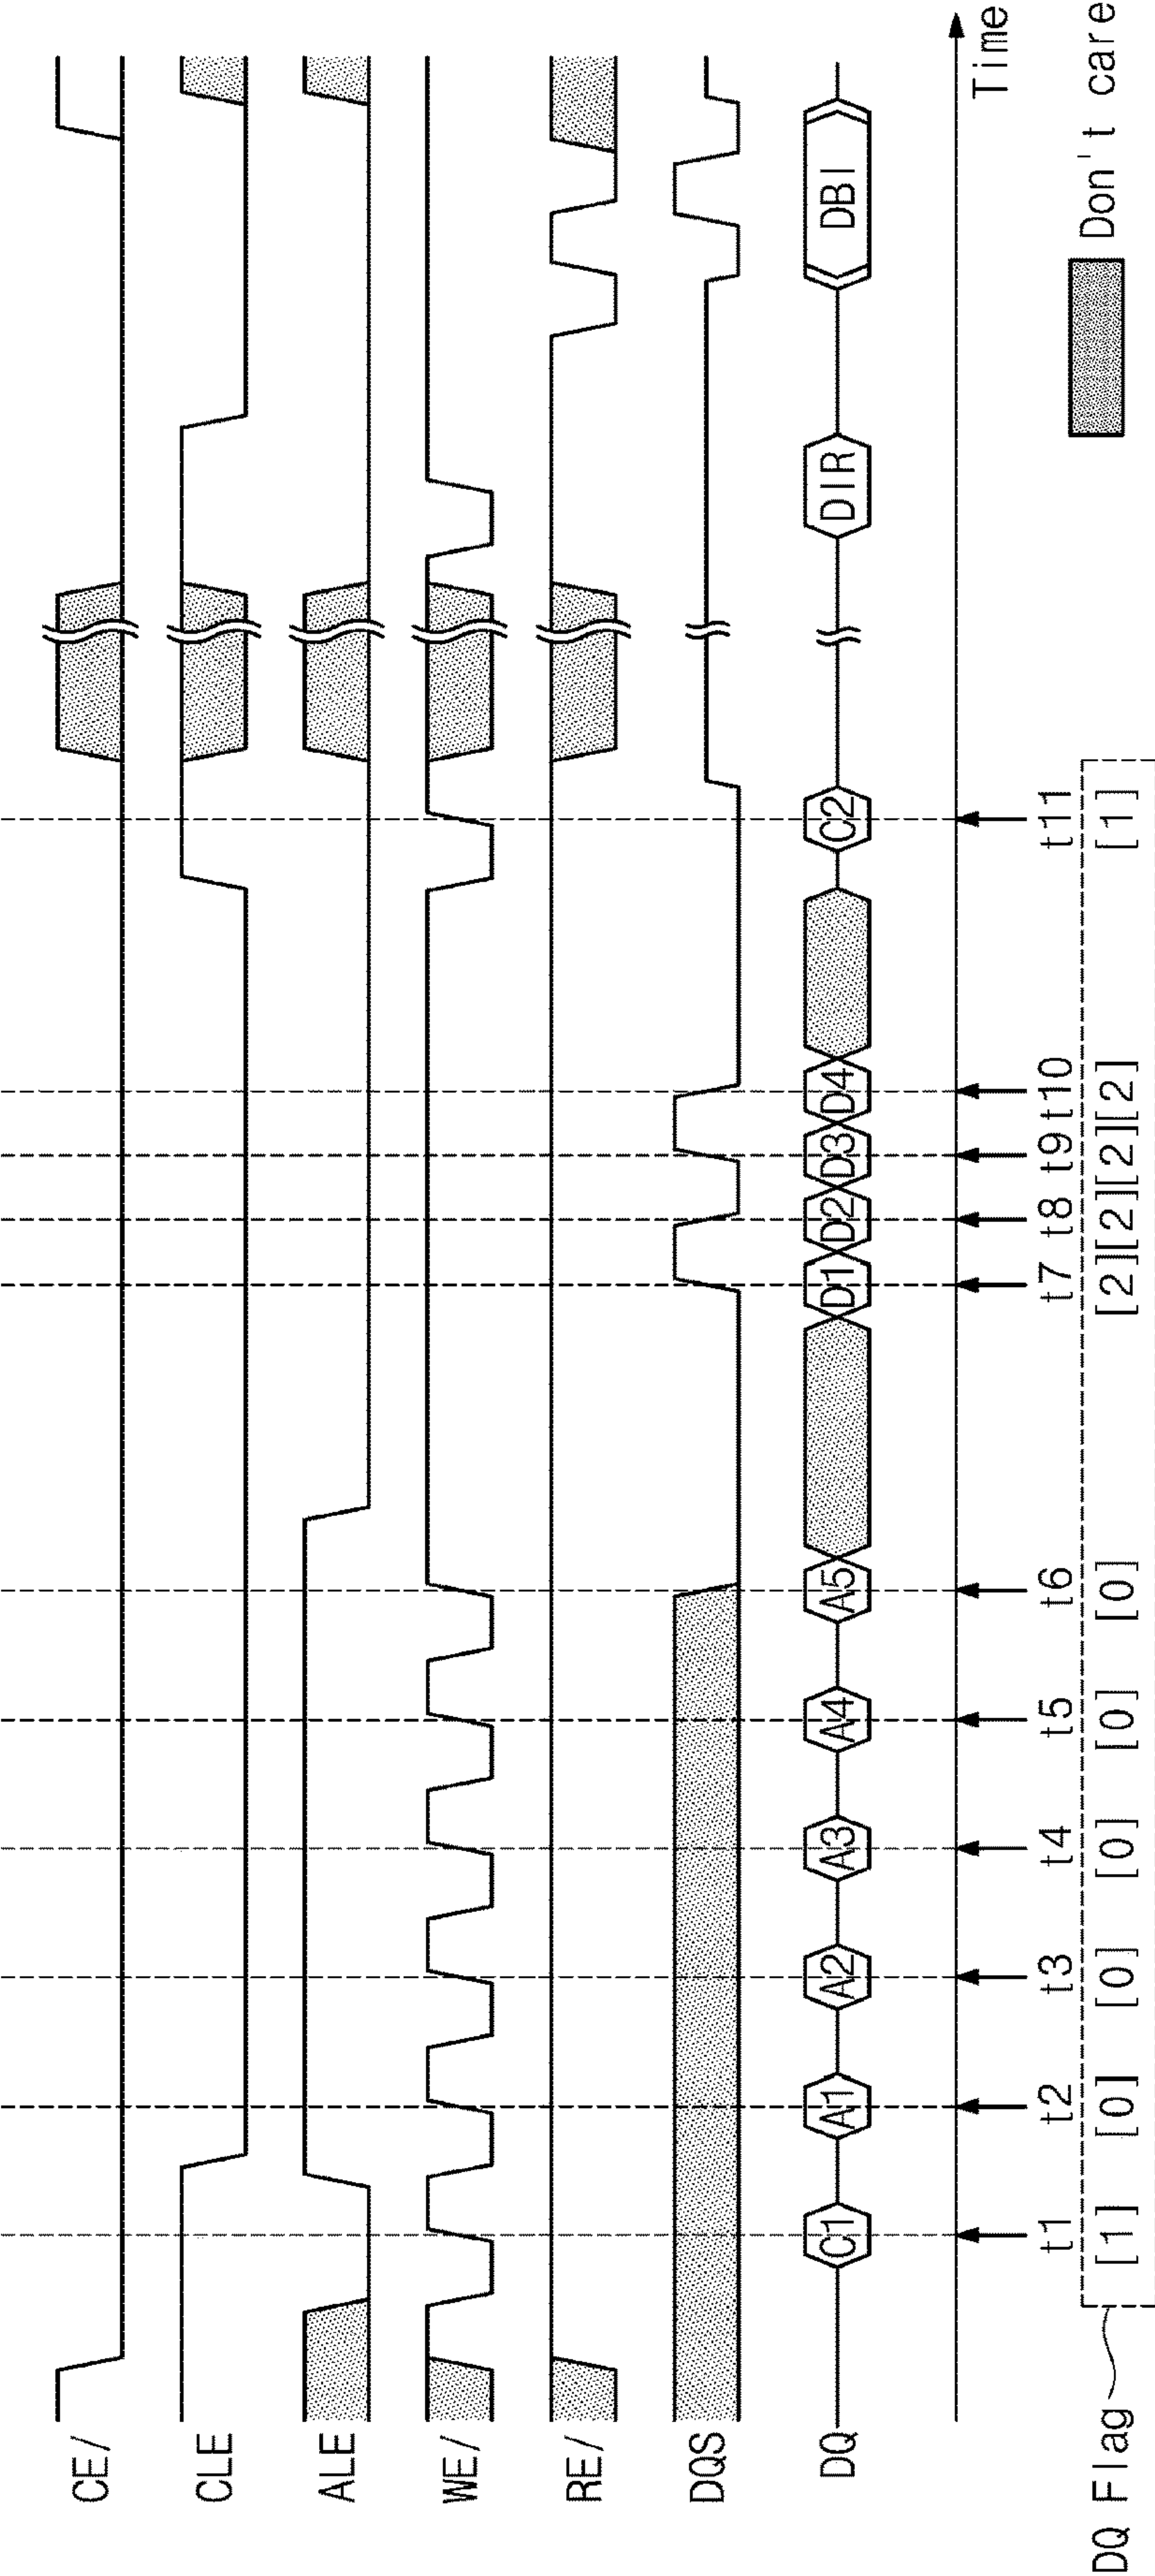 CE/
CLE
ALE
WE/
RE/
DQS
DQ C1 A1 A2 A3 A4 A5 D1 D2 D3 D4 C2 DIR DBI
Time
t1 t2 t3 t4 t5 t6 t7 t8 t9 t10 t11
DQ Flag [1] [0] [0] [0] [0] [0] [2][2][2][2] [1]
Don't care